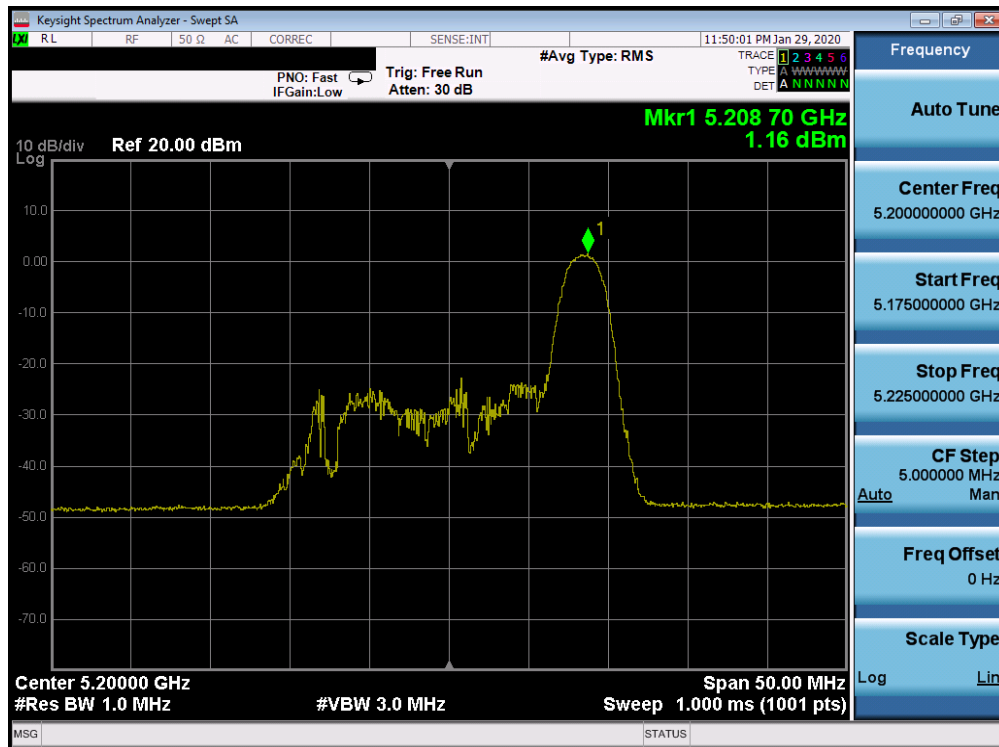 Keysight Spectrum Analyzer - Swept SA
LXI RL RF 50 Ω AC CORREC SENSE:INT 11:50:01 PM Jan 29, 2020
#Avg Type: RMS
TRACE 1 2 3 4 5 6
TYPE A WWWWW
DET A N N N N N
PNO: Fast
IFGain:Low
Trig: Free Run
Atten: 30 dB
Mkr1 5.208 70 GHz
1.16 dBm
10 dB/div
Log
Ref 20.00 dBm
1
10.0
0.00
-10.0
-20.0
-30.0
-40.0
-50.0
-60.0
-70.0
Center 5.20000 GHz
#Res BW 1.0 MHz
#VBW 3.0 MHz
Span 50.00 MHz
Sweep 1.000 ms (1001 pts)
MSG
STATUS
Frequency
Auto Tune
Center Freq
5.200000000 GHz
Start Freq
5.175000000 GHz
Stop Freq
5.225000000 GHz
CF Step
5.000000 MHz
Auto Man
Freq Offset
0 Hz
Scale Type
Log Lin